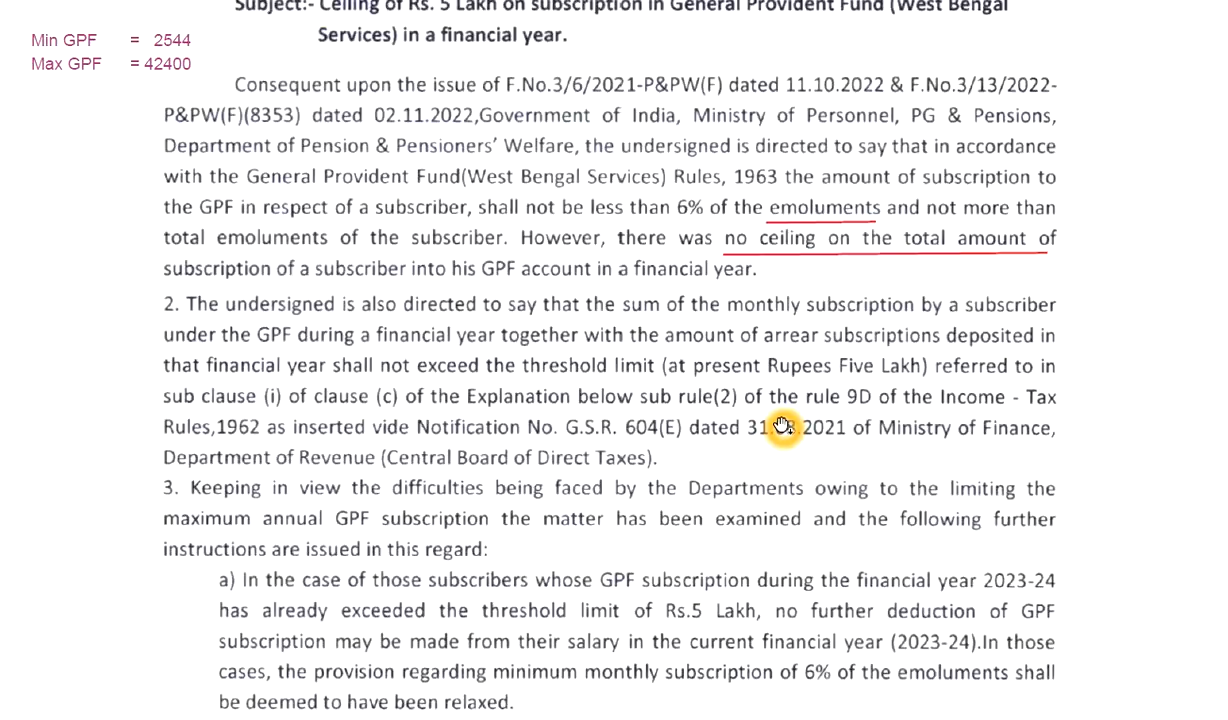 Subject:- Ceiling of Rs. 5 Lakh on subscription in General Provident Fund (West Bengal
Services) in a financial year.
Min GPF = 2544
Max GPF = 42400
Consequent upon the issue of F.No.3/6/2021-P&PW(F) dated 11.10.2022 & F.No.3/13/2022-
P&PW(F)(8353) dated 02.11.2022,Government of India, Ministry of Personnel, PG & Pensions,
Department of Pension & Pensioners' Welfare, the undersigned is directed to say that in accordance
with the General Provident Fund(West Bengal Services) Rules, 1963 the amount of subscription to
the GPF in respect of a subscriber, shall not be less than 6% of the emoluments and not more than
total emoluments of the subscriber. However, there was no ceiling on the total amount of
subscription of a subscriber into his GPF account in a financial year.
2. The undersigned is also directed to say that the sum of the monthly subscription by a subscriber
under the GPF during a financial year together with the amount of arrear subscriptions deposited in
that financial year shall not exceed the threshold limit (at present Rupees Five Lakh) referred to in
sub clause (i) of clause (c) of the Explanation below sub rule(2) of the rule 9D of the Income - Tax
Rules,1962 as inserted vide Notification No. G.S.R. 604(E) dated 2021 of Ministry of Finance,
Department of Revenue (Central Board of Direct Taxes).
3. Keeping in view the difficulties being faced by the Departments owing to the limiting the
maximum annual GPF subscription the matter has been examined and the following further
instructions are issued in this regard:
a) In the case of those subscribers whose GPF subscription during the financial year 2023-24
has already exceeded the threshold limit of Rs.5 Lakh, no further deduction of GPF
subscription may be made from their salary in the current financial year (2023-24).In those
cases, the provision regarding minimum monthly subscription of 6% of the emoluments shall
be deemed to have been relaxed.